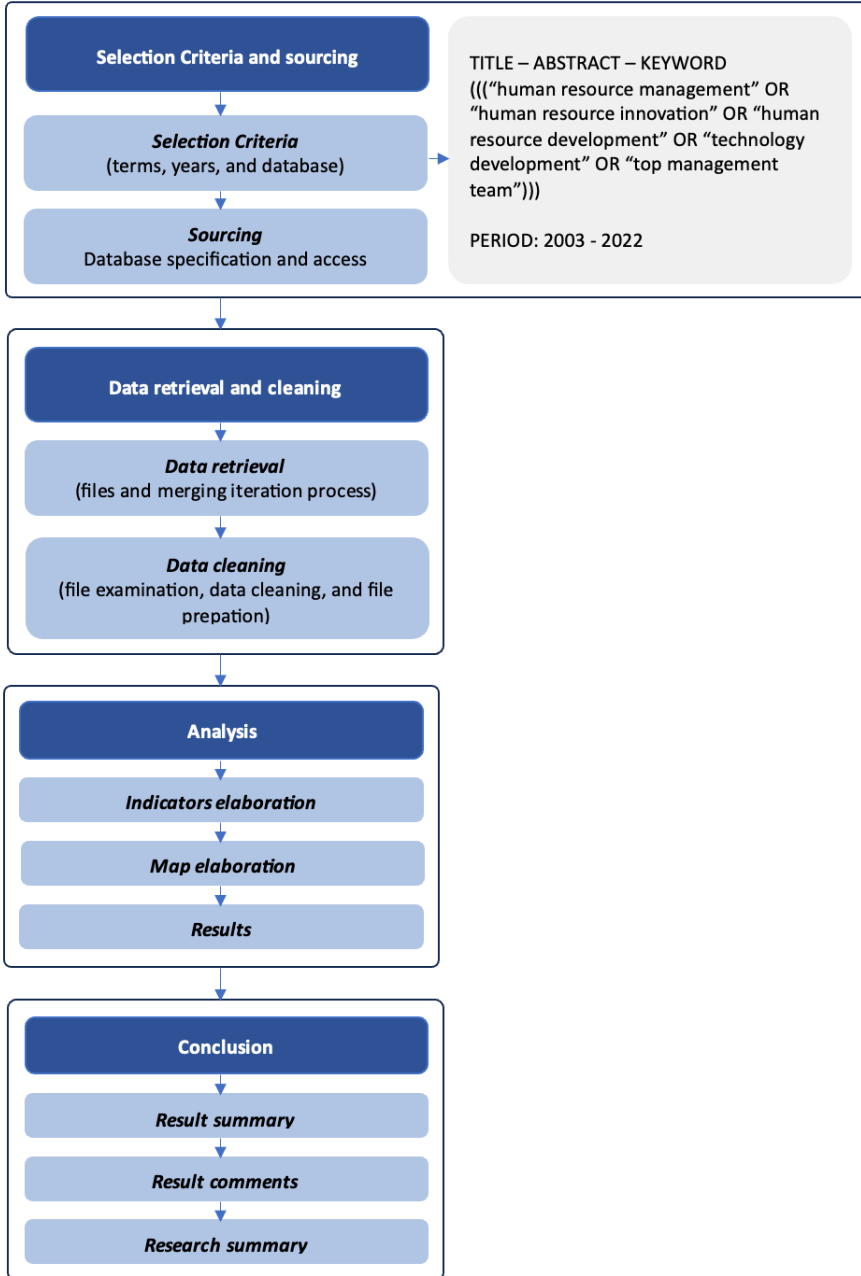 Selection Criteria and sourcing
Selection Criteria
(terms, years, and database)
Sourcing
Database specification and access
TITLE – ABSTRACT – KEYWORD
(((“human resource management” OR
“human resource innovation” OR “human
resource development” OR “technology
development” OR “top management
team”)))
PERIOD: 2003 - 2022
Data retrieval and cleaning
Data retrieval
(files and merging iteration process)
Data cleaning
(file examination, data cleaning, and file
prepation)
Analysis
Indicators elaboration
Map elaboration
Results
Conclusion
Result summary
Result comments
Research summary